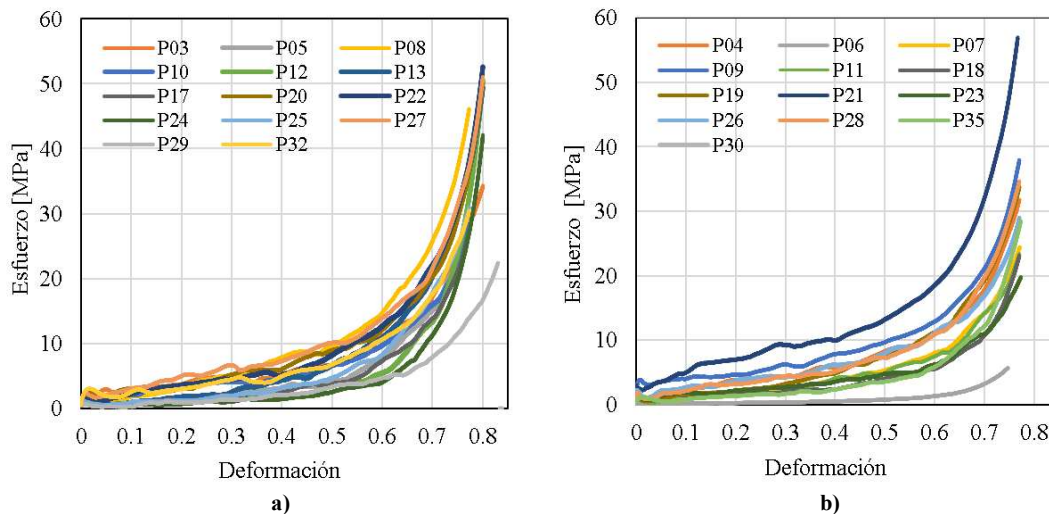 60
50
40
30
20
10
0
Esfuerzo [MPa]
P03 P05 P08
P10 P12 P13
P17 P20 P22
P24 P25 P27
P29 P32
0 0.1 0.2 0.3 0.4 0.5 0.6 0.7 0.8
Deformación
a)
60
50
40
30
20
10
0
Esfuerzo [MPa]
P04 P06 P07
P09 P11 P18
P19 P21 P23
P26 P28 P35
P30
0 0.1 0.2 0.3 0.4 0.5 0.6 0.7 0.8
Deformación
b)